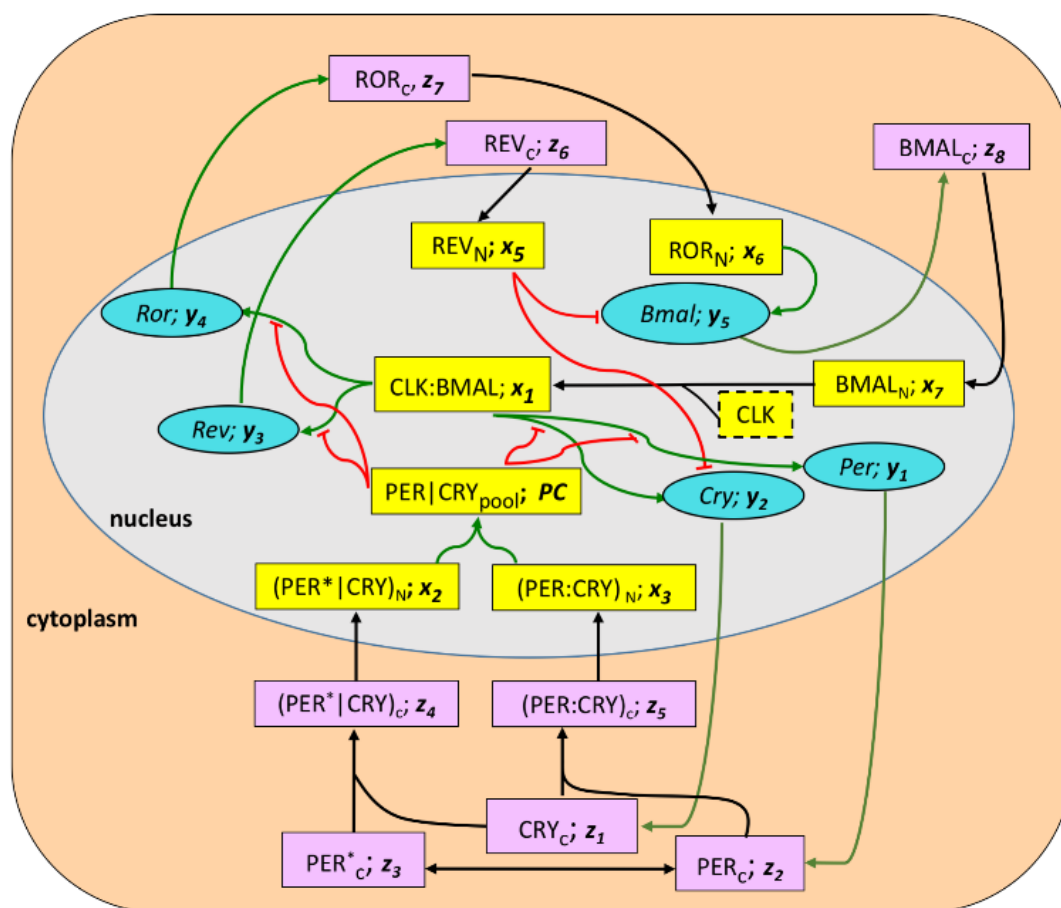 ROR_c, z_7
REV_c; z_6
BMAL_c; z_8
REV_N; x_5
ROR_N; x_6
Ror; y_4
Bmal; y_5
CLK:BMAL; x_1
BMAL_N; x_7
CLK
Rev; y_3
Per; y_1
PER|CRY_pool; PC
Cry; y_2
nucleus
(PER*|CRY)_N; x_2
(PER:CRY)_N; x_3
cytoplasm
(PER*|CRY)_c; z_4
(PER:CRY)_c; z_5
CRY_c; z_1
PER*_c; z_3
PER_c; z_2